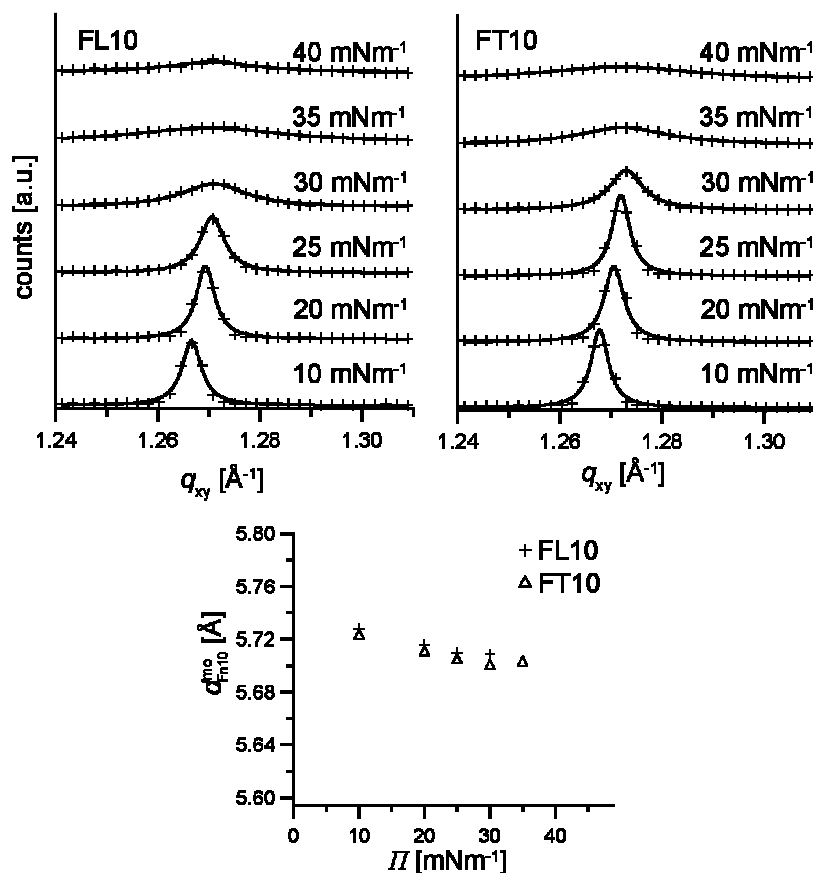 FL10
40 mNm⁻¹
35 mNm⁻¹
30 mNm⁻¹
25 mNm⁻¹
20 mNm⁻¹
10 mNm⁻¹
counts [a.u.]
1.24 1.26 1.28 1.30
q_xy [Å⁻¹]
FT10
40 mNm⁻¹
35 mNm⁻¹
30 mNm⁻¹
25 mNm⁻¹
20 mNm⁻¹
10 mNm⁻¹
1.24 1.26 1.28 1.30
q_xy [Å⁻¹]
5.80
5.76
5.72
5.68
5.64
5.60
[Å]
+ FL10
△ FT10
0 10 20 30 40
Π [mNm⁻¹]